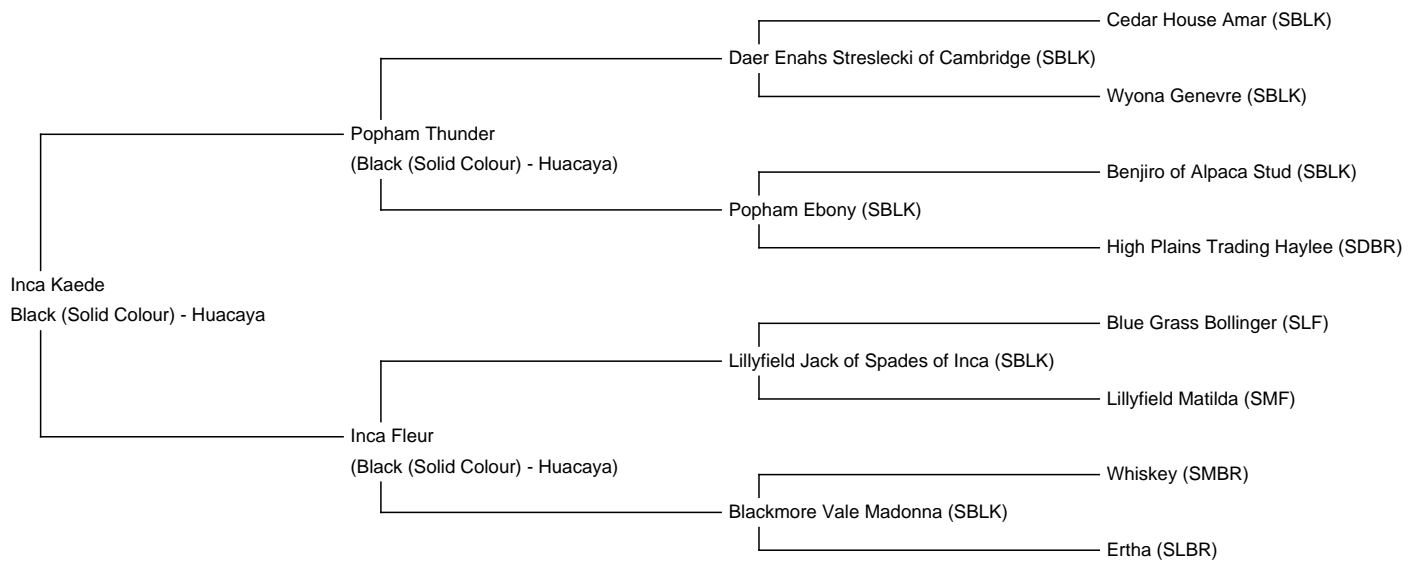 Cedar House Amar (SBLK)
Daer Enahs Streslecki of Cambridge (SBLK)
Wyona Genevre (SBLK)
Popham Thunder
(Black (Solid Colour) - Huacaya)
Benjiro of Alpaca Stud (SBLK)
Popham Ebony (SBLK)
High Plains Trading Haylee (SDBR)
Inca Kaede
Black (Solid Colour) - Huacaya
Blue Grass Bollinger (SLF)
Lillyfield Jack of Spades of Inca (SBLK)
Lillyfield Matilda (SMF)
Inca Fleur
(Black (Solid Colour) - Huacaya)
Whiskey (SMBR)
Blackmore Vale Madonna (SBLK)
Ertha (SLBR)